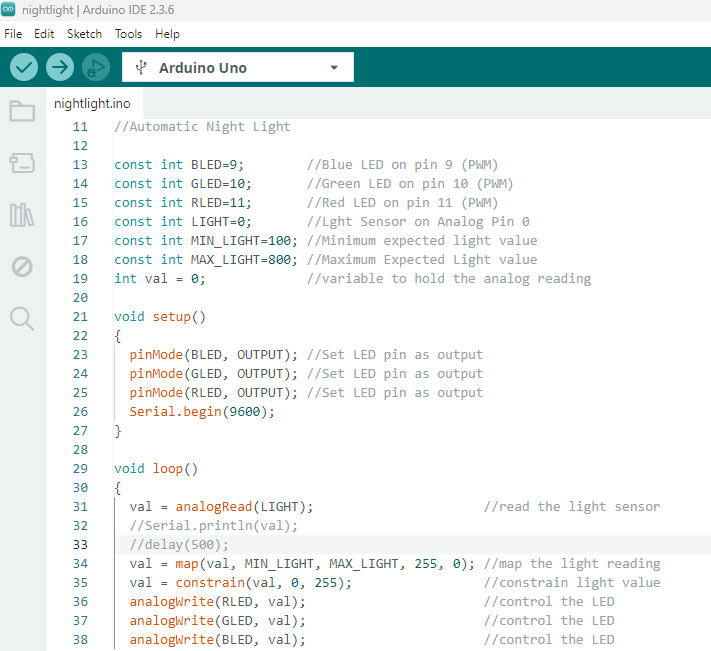 nightlight | Arduino IDE 2.3.6
File Edit Sketch Tools Help
Arduino Uno
nightlight.ino
11 //Automatic Night Light
12
13 const int BLED=9; //Blue LED on pin 9 (PWM)
14 const int GLED=10; //Green LED on pin 10 (PWM)
15 const int RLED=11; //Red LED on pin 11 (PWM)
16 const int LIGHT=0; //Lght Sensor on Analog Pin 0
17 const int MIN_LIGHT=100; //Minimum expected light value
18 const int MAX_LIGHT=800; //Maximum Expected Light value
19 int val = 0; //variable to hold the analog reading
20
21 void setup()
22 {
23 pinMode(BLED, OUTPUT); //Set LED pin as output
24 pinMode(GLED, OUTPUT); //Set LED pin as output
25 pinMode(RLED, OUTPUT); //Set LED pin as output
26 Serial.begin(9600);
27 }
28
29 void loop()
30 {
31 val = analogRead(LIGHT); //read the light sensor
32 //Serial.println(val);
33 //delay(500);
34 val = map(val, MIN_LIGHT, MAX_LIGHT, 255, 0); //map the light reading
35 val = constrain(val, 0, 255); //constrain light value
36 analogWrite(RLED, val); //control the LED
37 analogWrite(GLED, val); //control the LED
38 analogWrite(BLED, val); //control the LED